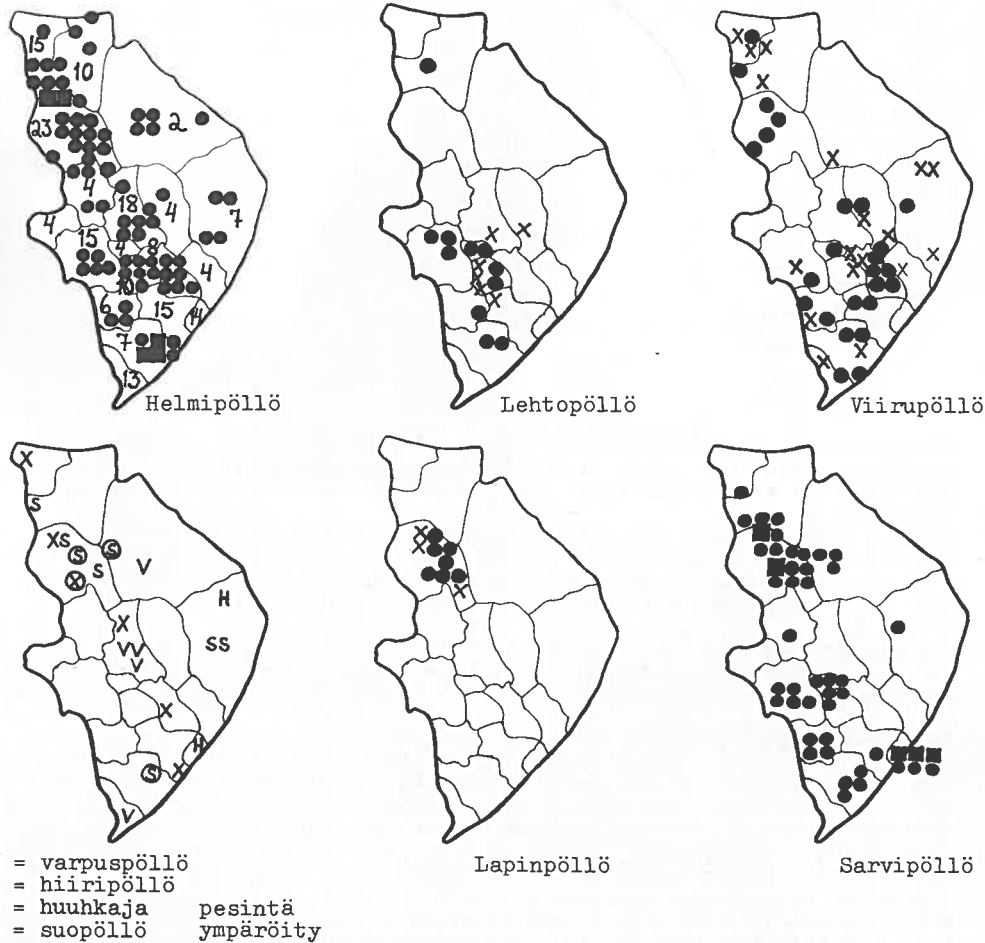 15
10
23
2
4
18
4
7
4
15
4
8
4
10
6
15
14
7
13
Helmipöllö
Lehtopöllö
Viirupöllö
X
S
XS
S
S
S
V
X
H
X
VV
V
SS
X
H
S
X
V
Lapinpöllö
Sarvipöllö
= varpuspöllö
= hiiripöllö
= huuhkaja pesintä
= suopöllö ympäröity